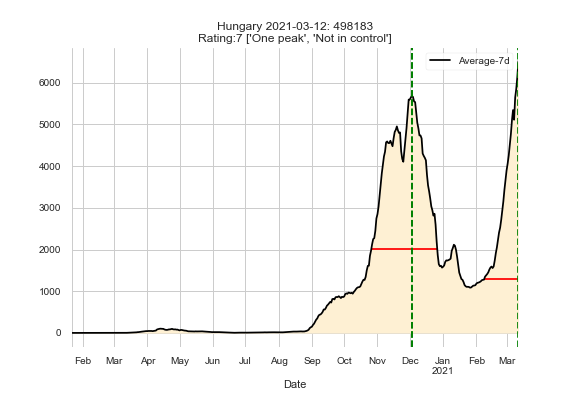 Hungary 2021-03-12: 498183
Rating:7 ['One peak', 'Not in control']
Average-7d
6000
5000
4000
3000
2000
1000
0
Feb Mar Apr May Jun Jul Aug Sep Oct Nov Dec Jan Feb Mar
2021
Date